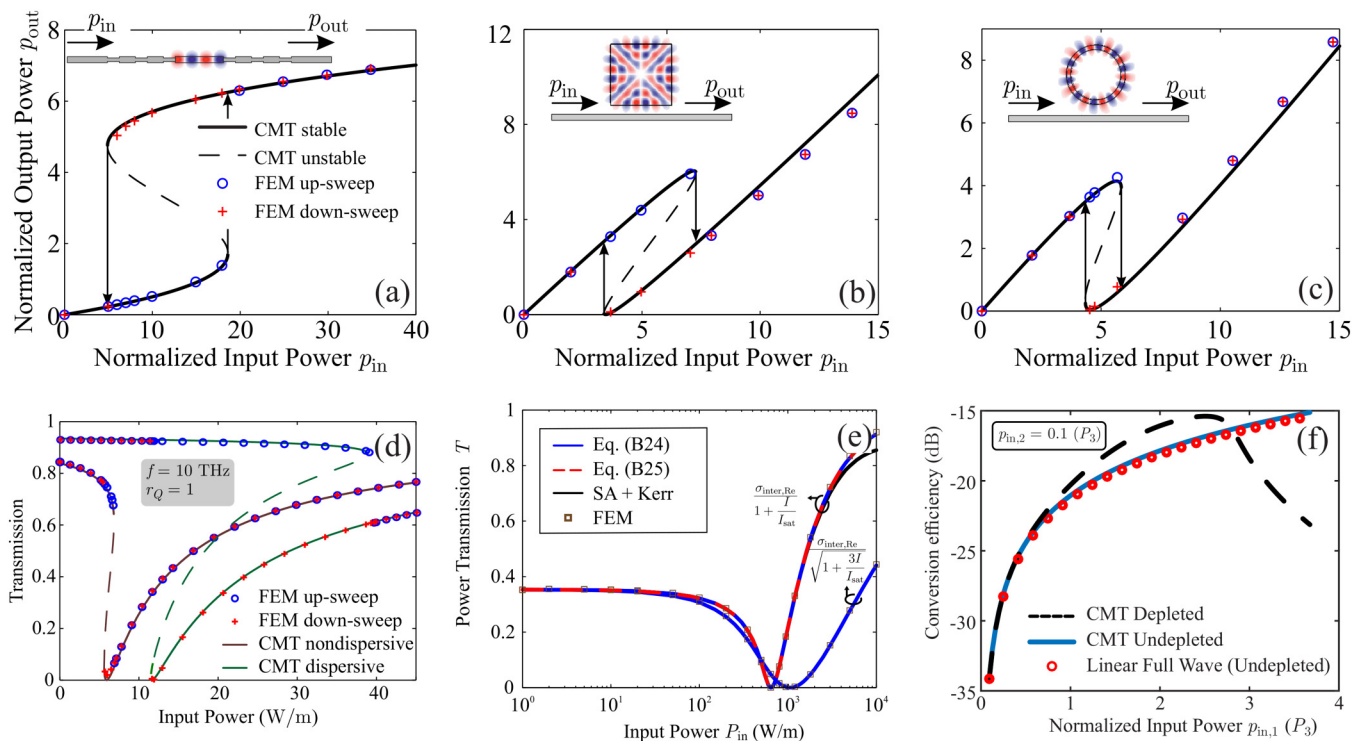 p_in
p_out
Normalized Output Power p_out
8
6
4
2
0
CMT stable
CMT unstable
FEM up-sweep
FEM down-sweep
(a)
0
10
20
30
40
Normalized Input Power p_in
12
8
4
0
p_in
p_out
(b)
0
5
10
15
Normalized Input Power p_in
8
6
4
2
0
p_in
p_out
(c)
0
5
10
15
Normalized Input Power p_in
Transmission
1
0.8
0.6
0.4
0.2
0
(d)
f = 10 THz
r_Q = 1
FEM up-sweep
FEM down-sweep
CMT nondispersive
CMT dispersive
0
10
20
30
40
Input Power (W/m)
Power Transmission T
1
0.8
0.6
0.4
0.2
0
(e)
Eq. (B24)
Eq. (B25)
SA + Kerr
FEM
σ_inter,Re / (1 + I/I_sat)
σ_inter,Re / √(1 + 3I/I_sat)
10^0
10^1
10^2
10^3
10^4
Input Power P_in (W/m)
Conversion efficiency (dB)
-15
-20
-25
-30
-35
p_in,2 = 0.1 (P_3)
(f)
CMT Depleted
CMT Undepleted
Linear Full Wave (Undepleted)
0
1
2
3
4
Normalized Input Power p_in,1 (P_3)